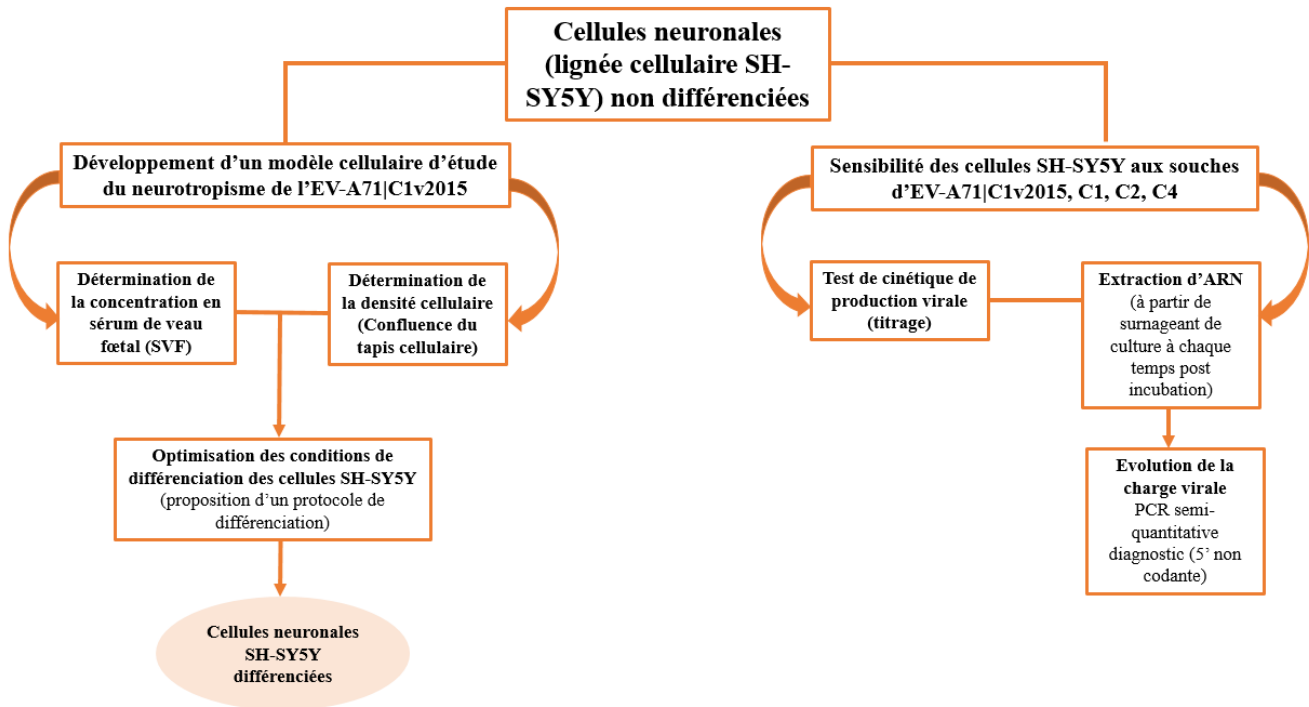 Cellules neuronales
(lignée cellulaire SH-
SY5Y) non différenciées
Développement d’un modèle cellulaire d’étude
du neurotropisme de l’EV-A71|C1v2015
Détermination de
la concentration en
sérum de veau
fœtal (SVF)
Détermination de
la densité cellulaire
(Confluence du
tapis cellulaire)
Optimisation des conditions de
différenciation des cellules SH-SY5Y
(proposition d’un protocole de
différenciation)
Cellules neuronales
SH-SY5Y
différenciées
Sensibilité des cellules SH-SY5Y aux souches
d’EV-A71|C1v2015, C1, C2, C4
Test de cinétique de
production virale
(titrage)
Extraction d’ARN
(à partir de
surnageant de
culture à chaque
temps post
incubation)
Evolution de la
charge virale
PCR semi-
quantitative
diagnostic (5’ non
codante)